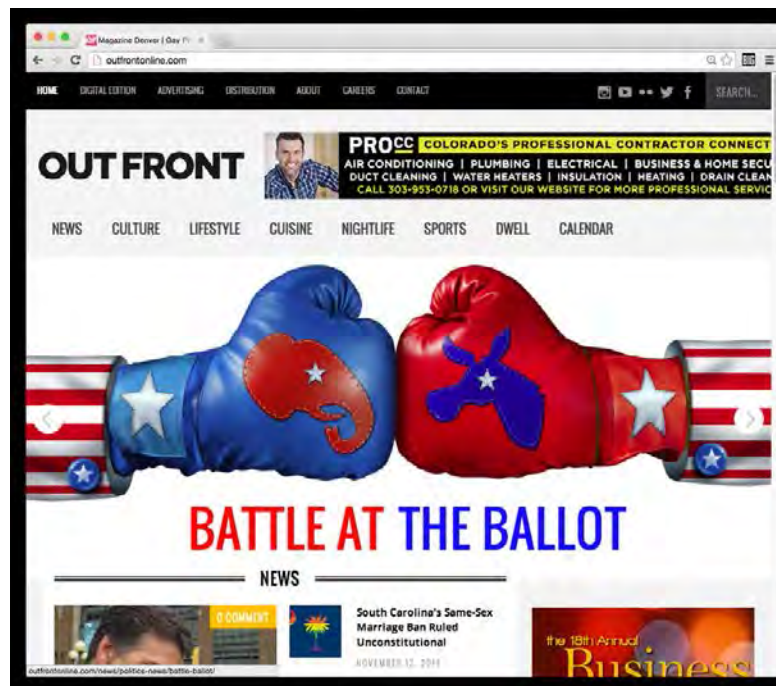 Magazine Denver | Gay
outfrontonline.com
HOME DIGITAL EDITION ADVERTISING DISTRIBUTION ABOUT CAREERS CONTACT SEARCH...
OUT FRONT
PROCC COLORADO'S PROFESSIONAL CONTRACTOR CONNECT
AIR CONDITIONING | PLUMBING | ELECTRICAL | BUSINESS & HOME SECU
DUCT CLEANING | WATER HEATERS | INSULATION | HEATING | DRAIN CLEAN
CALL 303-953-0718 OR VISIT OUR WEBSITE FOR MORE PROFESSIONAL SERVIC
NEWS CULTURE LIFESTYLE CUISINE NIGHTLIFE SPORTS DWELL CALENDAR
BATTLE AT THE BALLOT
NEWS
0 COMMENT
South Carolina's Same-Sex
Marriage Ban Ruled
Unconstitutional
NOVEMBER 12, 2014
the 18th Annual
Business
outfrontonline.com/news/politics-news/battle-ballot/